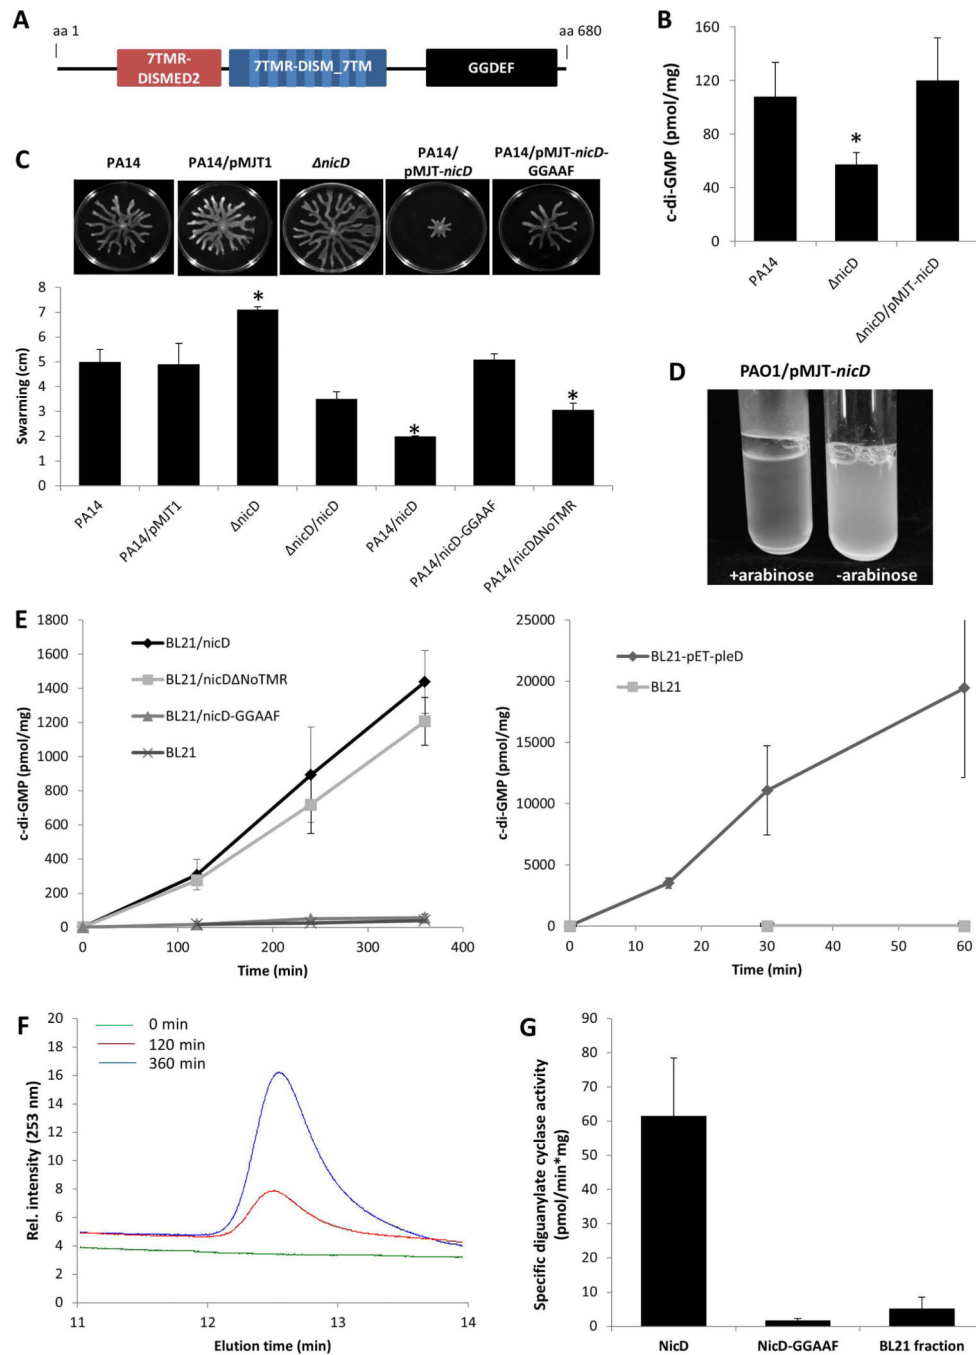 A
aa 1
aa 680
7TMR-
DISMED2
7TMR-DISM_7TM
GGDEF
B
c-di-GMP (pmol/mg)
160
120
80
40
0
*
PA14
ΔnicD
ΔnicD/pMJT-nicD
C
PA14
PA14/pMJT1
ΔnicD
PA14/
pMJT-nicD
PA14/pMJT-nicD-
GGAAF
Swarming (cm)
8
7
6
5
4
3
2
1
0
*
*
*
PA14
PA14/pMJT1
ΔnicD
ΔnicD/nicD
PA14/nicD
PA14/nicD-GGAAF
PA14/nicDΔNoTMR
D
PAO1/pMJT-nicD
+arabinose
-arabinose
E
c-di-GMP (pmol/mg)
1800
1600
1400
1200
1000
800
600
400
200
0
BL21/nicD
BL21/nicDΔNoTMR
BL21/nicD-GGAAF
BL21
0 100 200 300 400
Time (min)
c-di-GMP (pmol/mg)
25000
20000
15000
10000
5000
0
BL21-pET-pleD
BL21
0 10 20 30 40 50 60
Time (min)
F
Rel. intensity (253 nm)
20
18
16
14
12
10
8
6
4
2
0
0 min
120 min
360 min
11 12 13 14
Elution time (min)
G
Specific diguanylate cyclase activity
(pmol/min*mg)
90
80
70
60
50
40
30
20
10
0
NicD
NicD-GGAAF
BL21 fraction